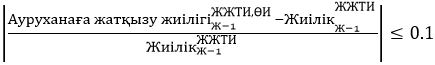 |Ауруханаға жатқызу жиілігі ЖЖТИ,ӨИ Ж−1 −Жиілік ЖЖТИ Ж−1
Жиілік ЖЖТИ Ж−1| ≤ 0.1